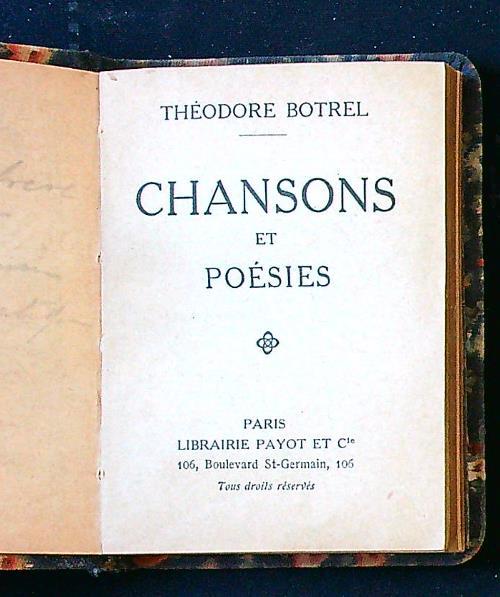 THÉODORE BOTREL
CHANSONS
ET
POÉSIES
PARIS
LIBRAIRIE PAYOT ET Cie
106, Boulevard St-Germain, 106
Tous droits réservés